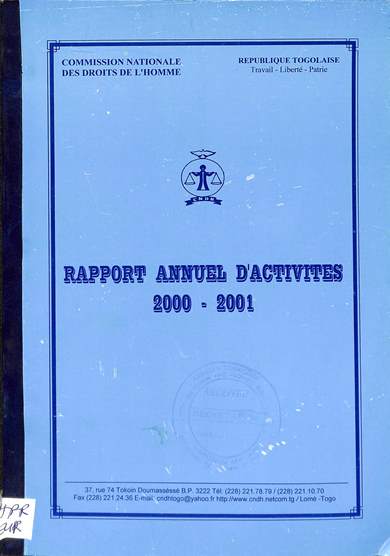 COMMISSION NATIONALE
DES DROITS DE L'HOMME
REPUBLIQUE TOGOLAISE
Travail - Liberté - Patrie
CNDH
RAPPORT ANNUEL D'ACTIVITES
2000 - 2001
37, rue 74 Tokoin Doumasséssé B.P. 3222 Tél: (228) 221.78.79 / (228) 221.10.70
Fax (228) 221.24.36 E-mail: cndhtogo@yahoo.fr http://www.cndh.netcom.tg / Lomé -Togo